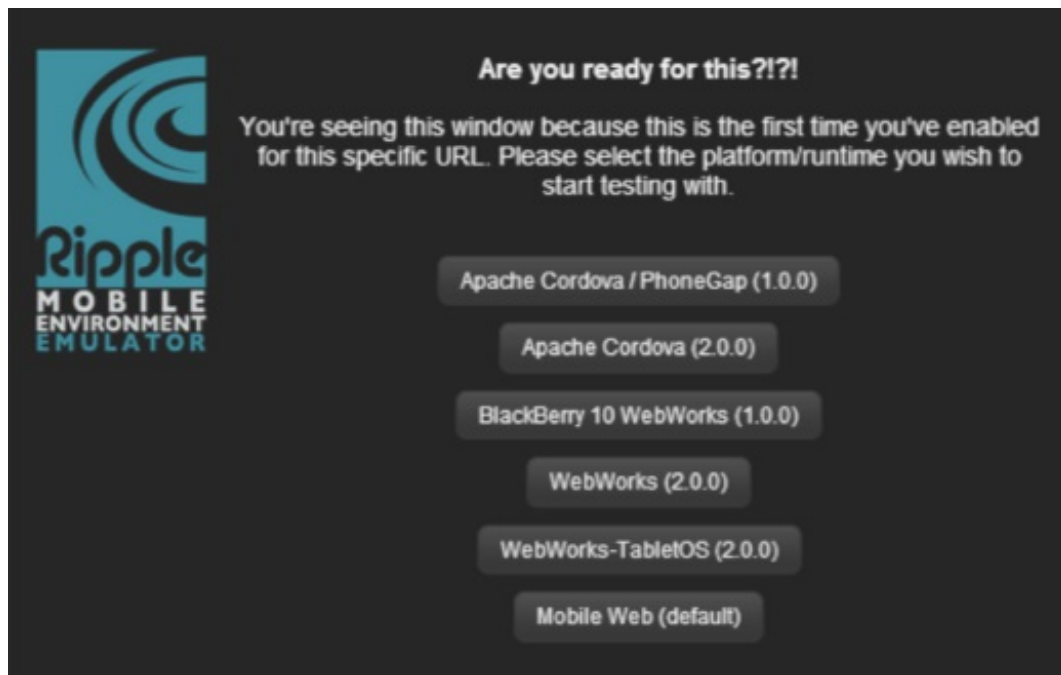 Ripple
MOBILE
ENVIRONMENT
EMULATOR
Are you ready for this?!?!
You're seeing this window because this is the first time you've enabled
for this specific URL. Please select the platform/runtime you wish to
start testing with.
Apache Cordova / PhoneGap (1.0.0)
Apache Cordova (2.0.0)
BlackBerry 10 WebWorks (1.0.0)
WebWorks (2.0.0)
WebWorks-TabletOS (2.0.0)
Mobile Web (default)